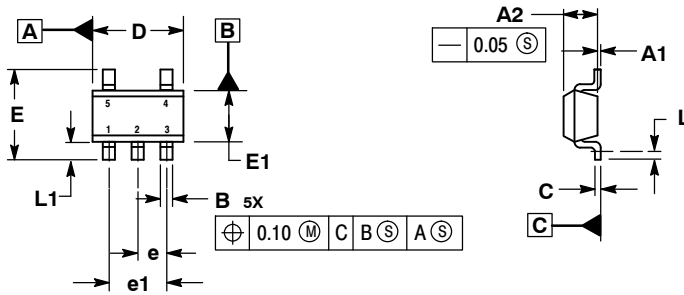 A
D
B
A2
— 0.05 Ⓢ
A1
E
5 4
1 2 3
E1
L
L1
B 5X
C
⌖ 0.10 Ⓜ C B Ⓢ A Ⓢ
C
e
e1